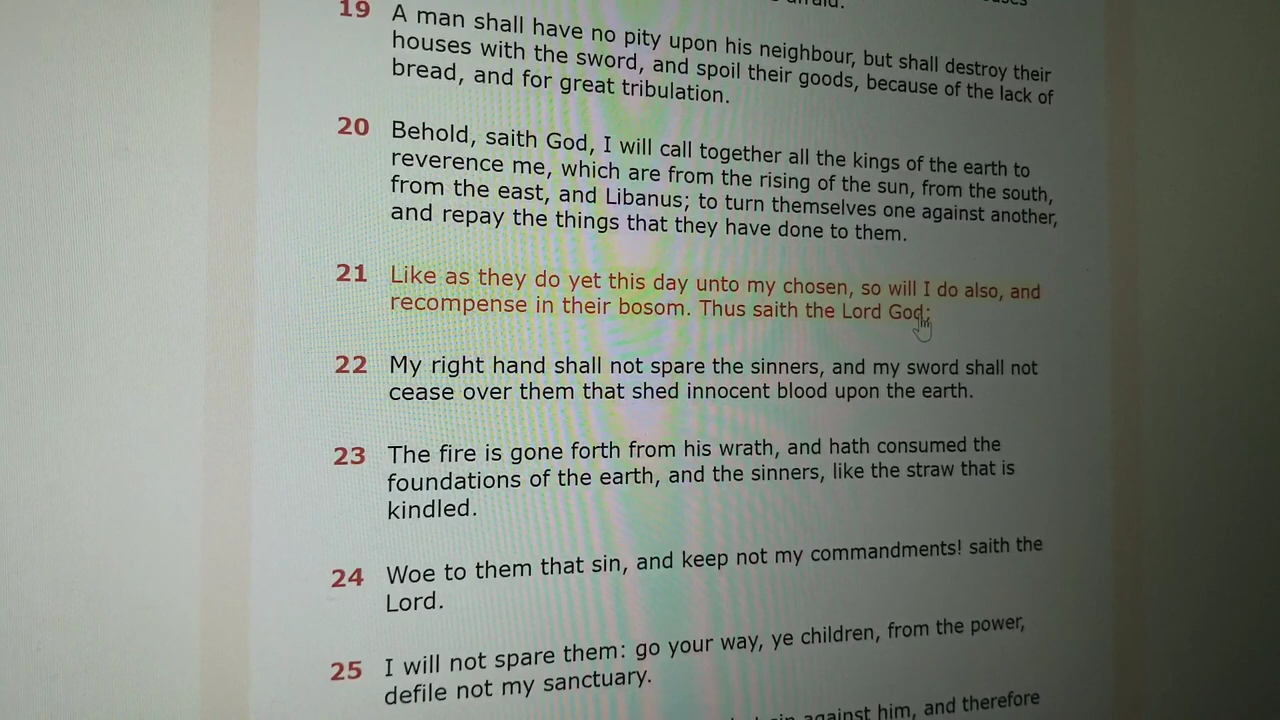 afraid.
19 A man shall have no pity upon his neighbour, but shall destroy their
houses with the sword, and spoil their goods, because of the lack of
bread, and for great tribulation.
20 Behold, saith God, I will call together all the kings of the earth to
reverence me, which are from the rising of the sun, from the south,
from the east, and Libanus; to turn themselves one against another,
and repay the things that they have done to them.
21 Like as they do yet this day unto my chosen, so will I do also, and
recompense in their bosom. Thus saith the Lord God;
22 My right hand shall not spare the sinners, and my sword shall not
cease over them that shed innocent blood upon the earth.
23 The fire is gone forth from his wrath, and hath consumed the
foundations of the earth, and the sinners, like the straw that is
kindled.
24 Woe to them that sin, and keep not my commandments! saith the
Lord.
25 I will not spare them: go your way, ye children, from the power,
defile not my sanctuary.
sin against him, and therefore